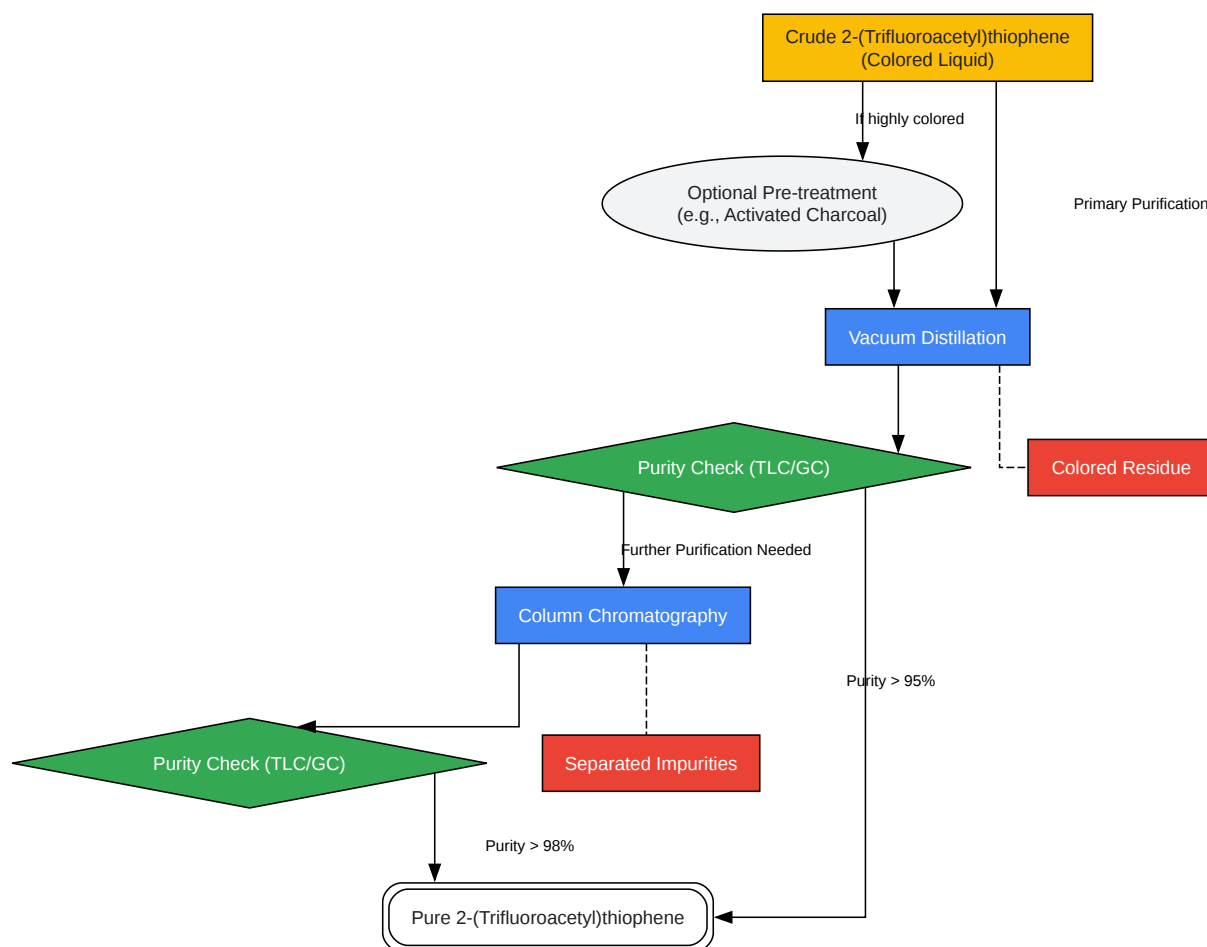 Crude 2-(Trifluoroacetyl)thiophene
(Colored Liquid)
If highly colored
Optional Pre-treatment
(e.g., Activated Charcoal)
Primary Purification
Vacuum Distillation
Purity Check (TLC/GC)
Colored Residue
Further Purification Needed
Column Chromatography
Purity > 95%
Purity Check (TLC/GC)
Separated Impurities
Purity > 98%
Pure 2-(Trifluoroacetyl)thiophene